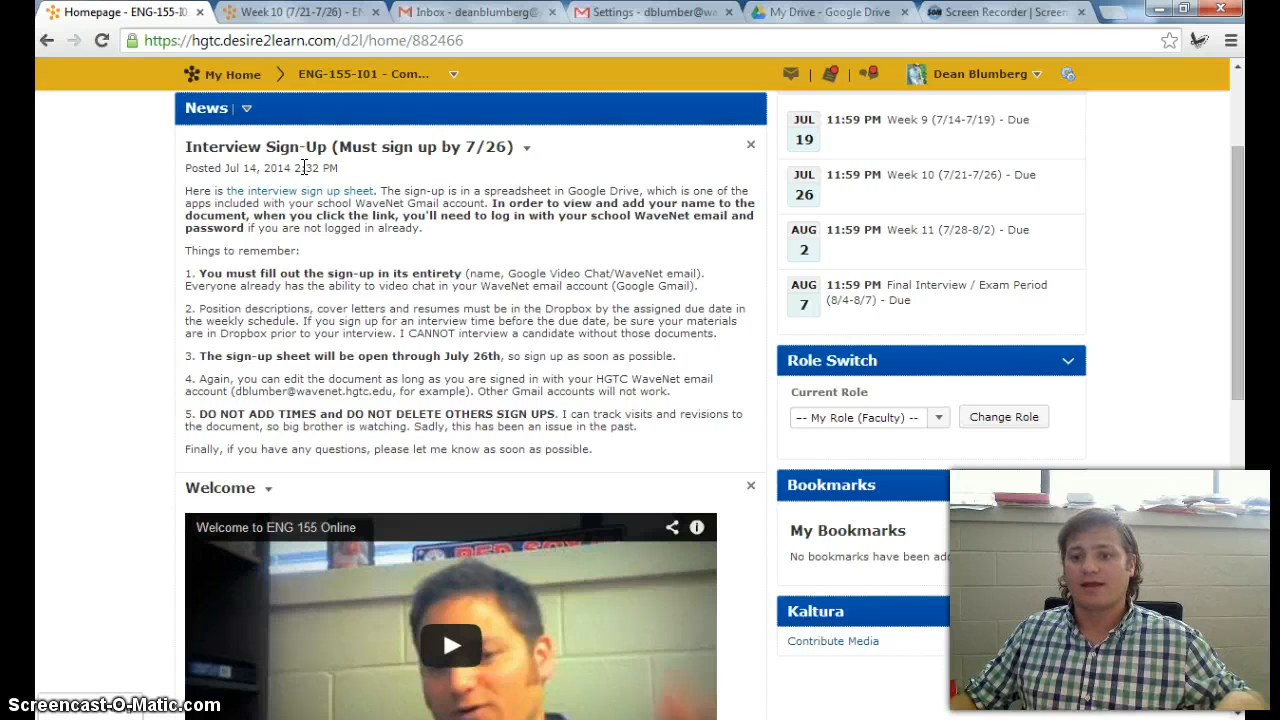 Homepage - ENG-155-I0
Week 10 (7/21-7/26) - EN
Inbox - deanblumberg@
Settings - dblumber@wa
My Drive - Google Drive
Screen Recorder | Screen
https://hgtc.desire2learn.com/d2l/home/882466
My Home
ENG-155-I01 - Com...
Dean Blumberg
News
Interview Sign-Up (Must sign up by 7/26)
Posted Jul 14, 2014 2:32 PM
Here is the interview sign up sheet. The sign-up is in a spreadsheet in Google Drive, which is one of the
apps included with your school WaveNet Gmail account. In order to view and add your name to the
document, when you click the link, you'll need to log in with your school WaveNet email and
password if you are not logged in already.
Things to remember:
1. You must fill out the sign-up in its entirety (name, Google Video Chat/WaveNet email).
Everyone already has the ability to video chat in your WaveNet email account (Google Gmail).
2. Position descriptions, cover letters and resumes must be in the Dropbox by the assigned due date in
the weekly schedule. If you sign up for an interview time before the due date, be sure your materials
are in Dropbox prior to your interview. I CANNOT interview a candidate without those documents.
3. The sign-up sheet will be open through July 26th, so sign up as soon as possible.
4. Again, you can edit the document as long as you are signed in with your HGTC WaveNet email
account (dblumber@wavenet.hgtc.edu, for example). Other Gmail accounts will not work.
5. DO NOT ADD TIMES and DO NOT DELETE OTHERS SIGN UPS. I can track visits and revisions to
the document, so big brother is watching. Sadly, this has been an issue in the past.
Finally, if you have any questions, please let me know as soon as possible.
Welcome
Welcome to ENG 155 Online
RED SOX
JUL
19
11:59 PM Week 9 (7/14-7/19) - Due
JUL
26
11:59 PM Week 10 (7/21-7/26) - Due
AUG
2
11:59 PM Week 11 (7/28-8/2) - Due
AUG
7
11:59 PM Final Interview / Exam Period
(8/4-8/7) - Due
Role Switch
Current Role
-- My Role (Faculty) --
Change Role
Bookmarks
My Bookmarks
No bookmarks have been add
Kaltura
Contribute Media
Screencast-O-Matic.com